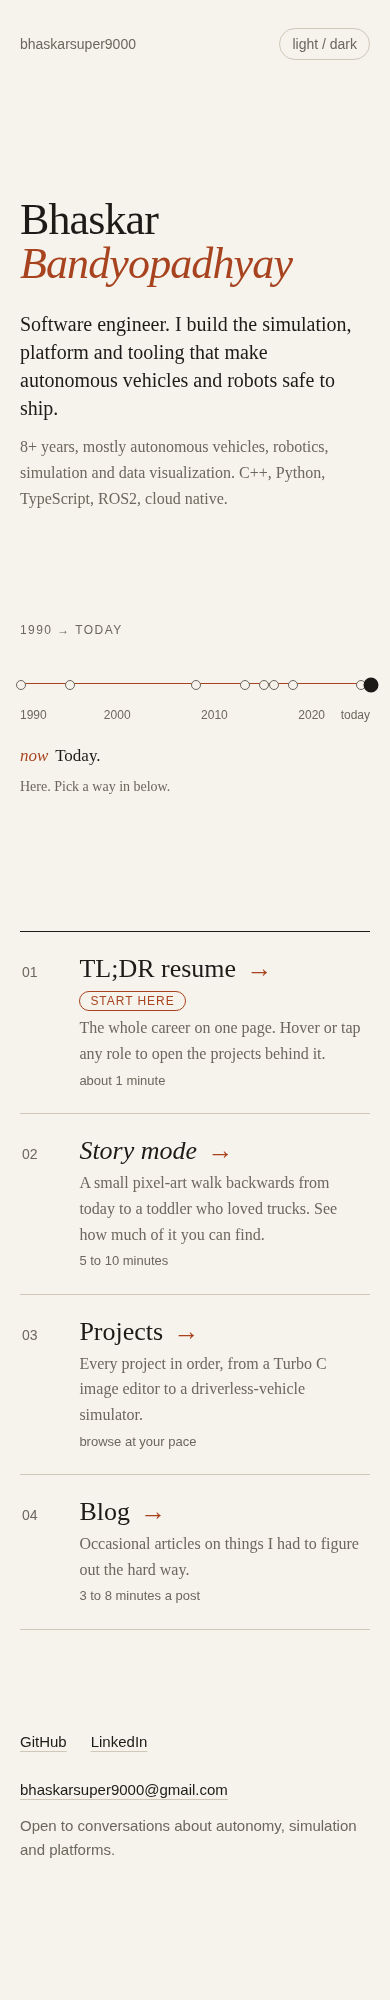 bhaskarsuper9000
light / dark
Bhaskar
Bandyopadhyay
Software engineer. I build the simulation,
platform and tooling that make
autonomous vehicles and robots safe to
ship.
8+ years, mostly autonomous vehicles, robotics,
simulation and data visualization. C++, Python,
TypeScript, ROS2, cloud native.
1990 → TODAY
1990 2000 2010 2020 today
now Today.
Here. Pick a way in below.
01
TL;DR resume →
START HERE
The whole career on one page. Hover or tap
any role to open the projects behind it.
about 1 minute
02
Story mode →
A small pixel-art walk backwards from
today to a toddler who loved trucks. See
how much of it you can find.
5 to 10 minutes
03
Projects →
Every project in order, from a Turbo C
image editor to a driverless-vehicle
simulator.
browse at your pace
04
Blog →
Occasional articles on things I had to figure
out the hard way.
3 to 8 minutes a post
GitHub LinkedIn
bhaskarsuper9000@gmail.com
Open to conversations about autonomy, simulation
and platforms.